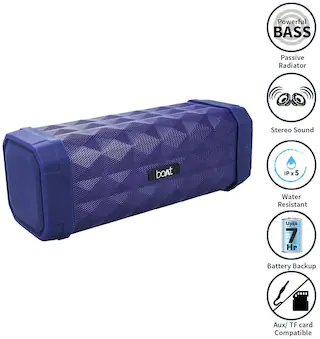 Powerful
BASS
Passive
Radiator
Stereo Sound
boAt
IP x 5
Water
Resistant
Upto
7
Hr
Battery Backup
Aux/ TF card
Compatible